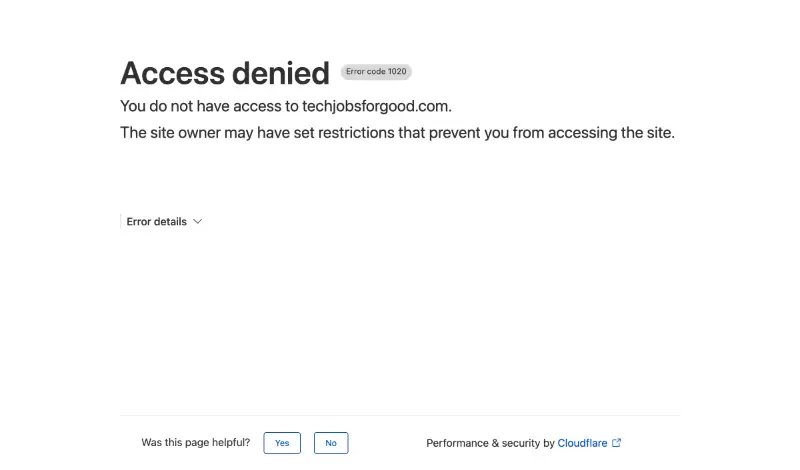 Access denied Error code 1020
You do not have access to techjobsforgood.com.
The site owner may have set restrictions that prevent you from accessing the site.
Error details
Was this page helpful? Yes No Performance & security by Cloudflare